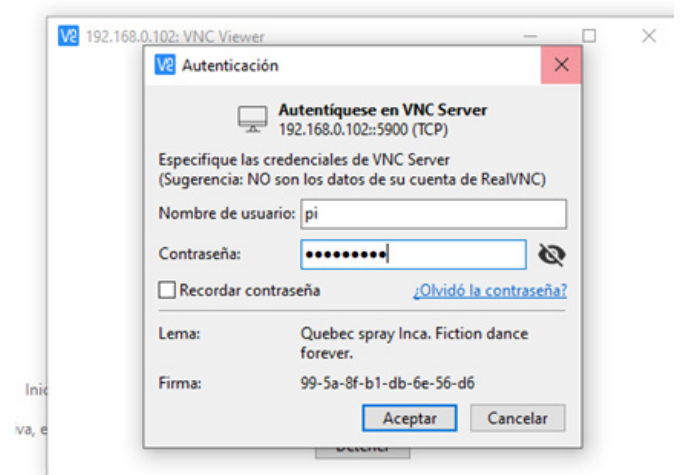 192.168.0.102: VNC Viewer
Autenticación
Autentíquese en VNC Server
192.168.0.102::5900 (TCP)
Especifique las credenciales de VNC Server
(Sugerencia: NO son los datos de su cuenta de RealVNC)
Nombre de usuario: pi
Contraseña: •••••••••
Recordar contraseña ¿Olvidó la contraseña?
Lema: Quebec spray Inca. Fiction dance
forever.
Firma: 99-5a-8f-b1-db-6e-56-d6
Aceptar Cancelar